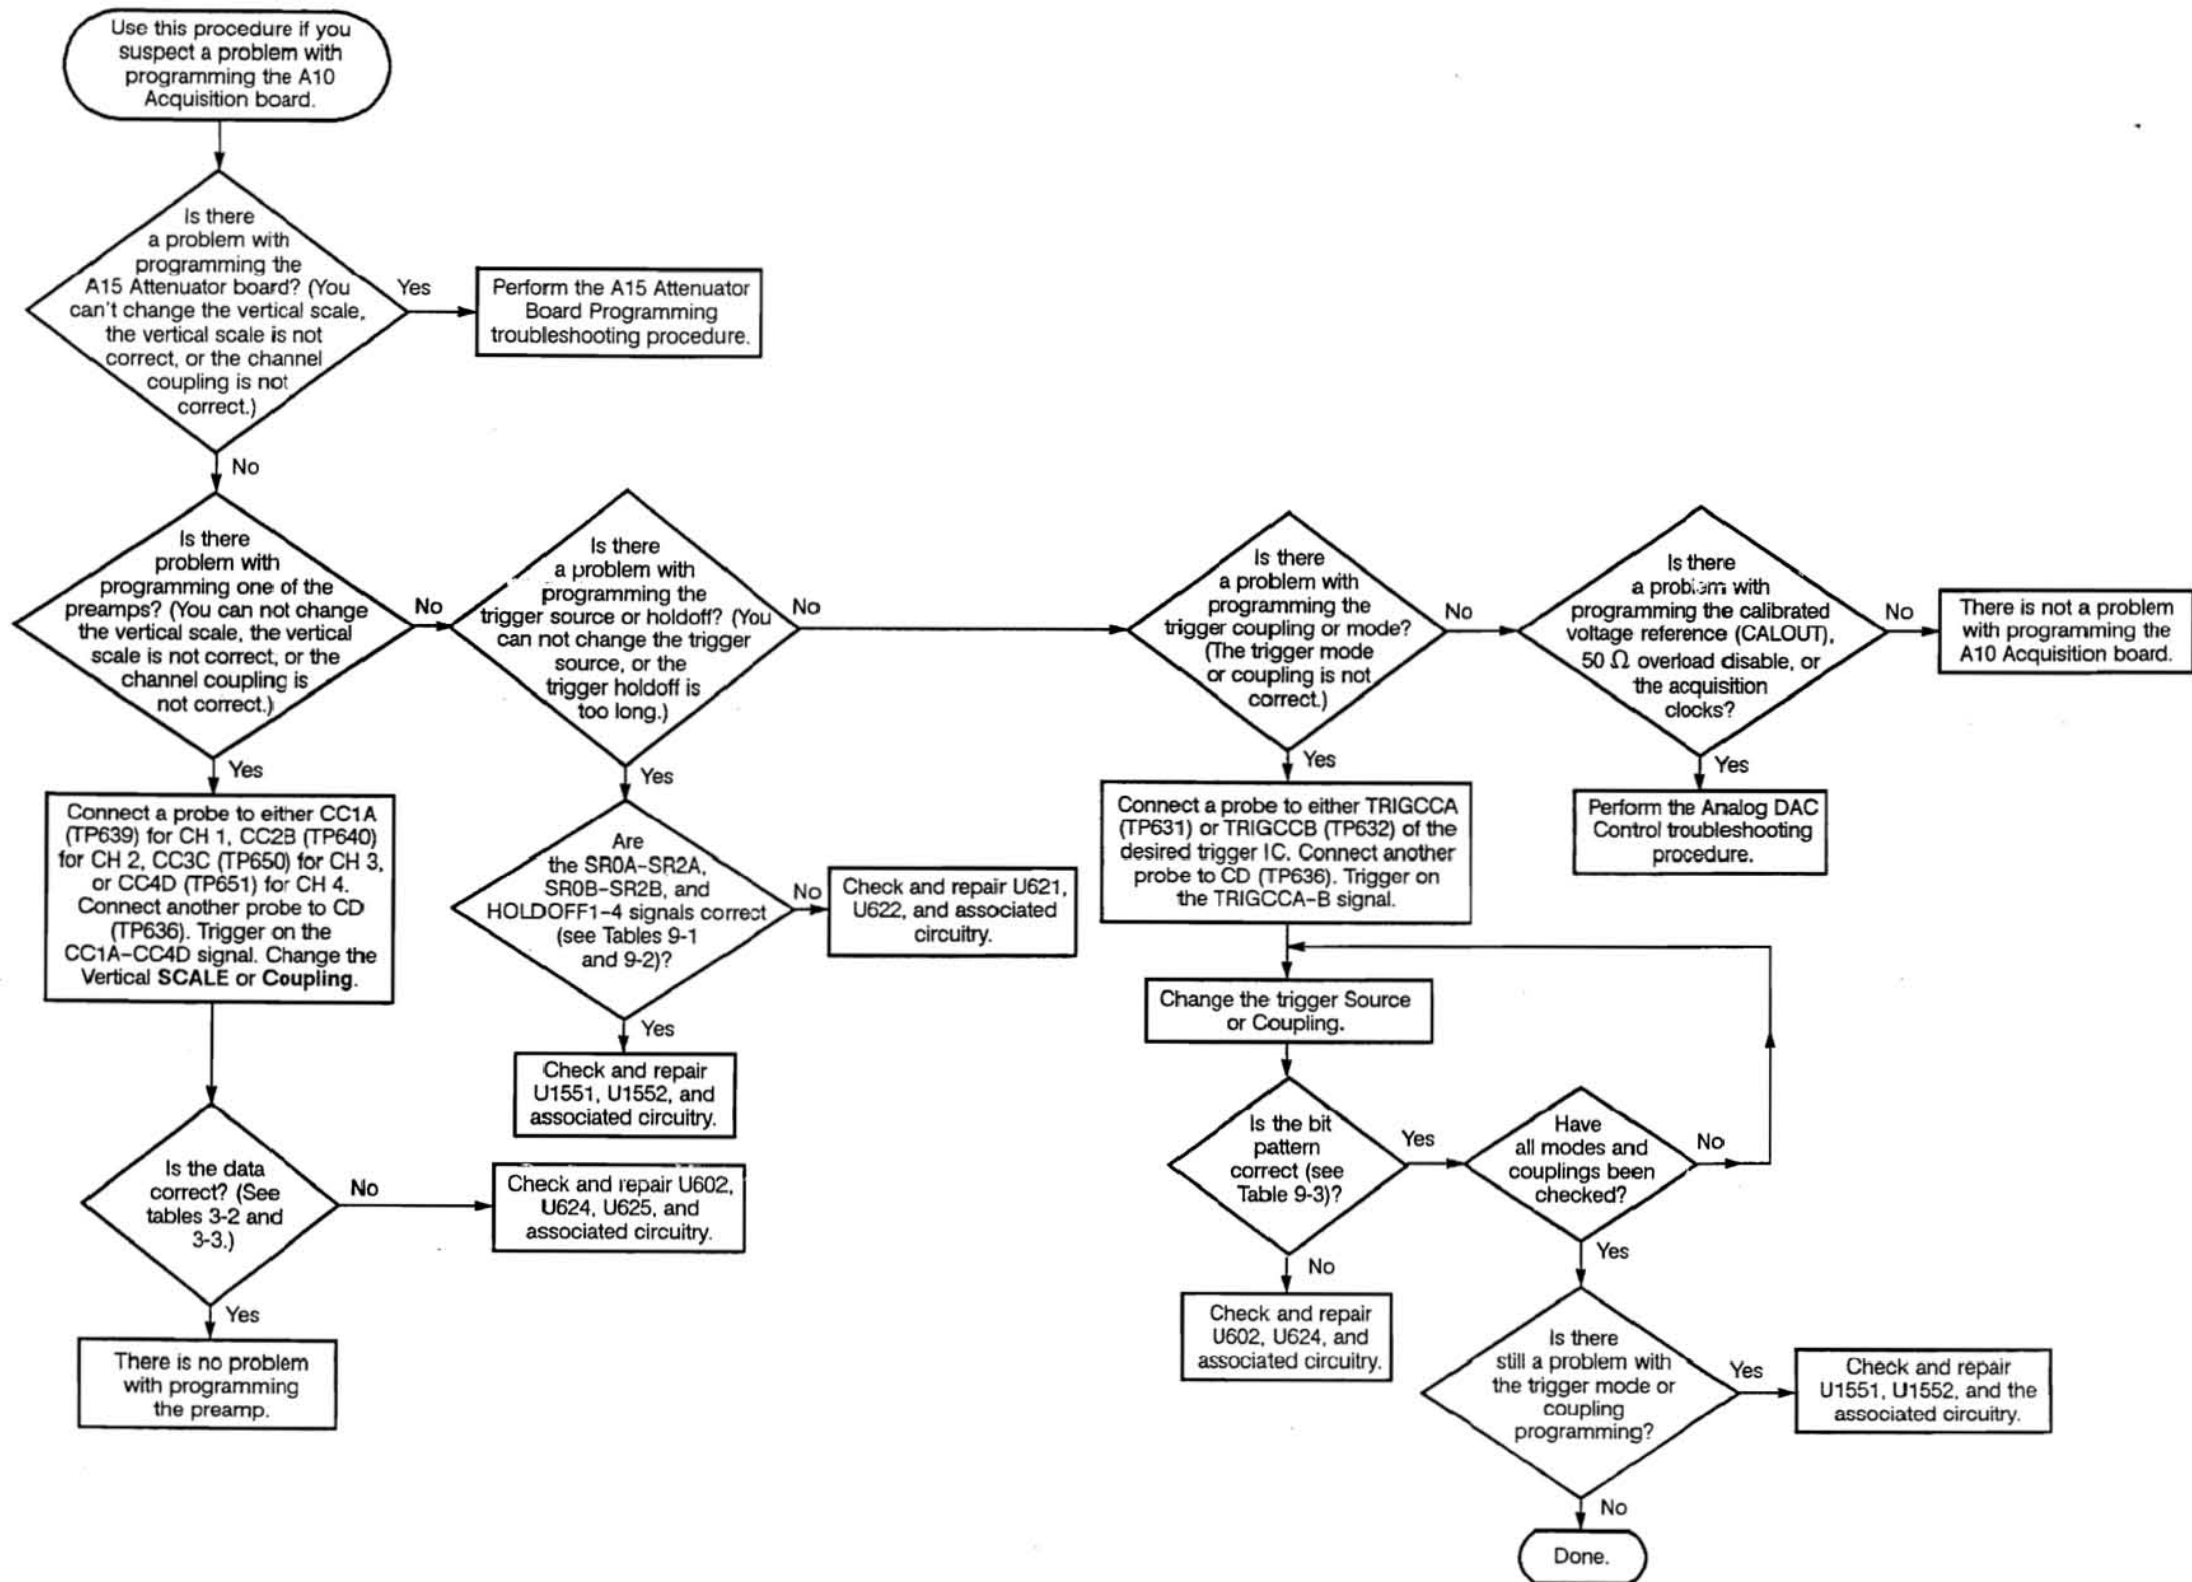 Use this procedure if you
suspect a problem with
programming the A10
Acquisition board.
Is there
a problem with
programming the
A15 Attenuator board? (You
can't change the vertical scale,
the vertical scale is not
correct, or the channel
coupling is not
correct.)
Yes
Perform the A15 Attenuator
Board Programming
troubleshooting procedure.
No
Is there
problem with
programming one of the
preamps? (You can not change
the vertical scale, the vertical
scale is not correct, or the
channel coupling is
not correct.)
No
Is there
a problem with
programming the
trigger source or holdoff? (You
can not change the trigger
source, or the
trigger holdoff is
too long.)
No
Is there
a problem with
programming the
trigger coupling or mode?
(The trigger mode
or coupling is not
correct.)
No
Is there
a problem with
programming the calibrated
voltage reference (CALOUT),
50 Ω overload disable, or
the acquisition
clocks?
No
There is not a problem
with programming the
A10 Acquisition board.
Yes
Connect a probe to either CC1A
(TP639) for CH 1, CC2B (TP640)
for CH 2, CC3C (TP650) for CH 3,
or CC4D (TP651) for CH 4.
Connect another probe to CD
(TP636). Trigger on the
CC1A–CC4D signal. Change the
Vertical SCALE or Coupling.
Yes
Are
the SR0A–SR2A,
SR0B–SR2B, and
HOLDOFF1–4 signals correct
(see Tables 9-1
and 9-2)?
No
Check and repair U621,
U622, and associated
circuitry.
Yes
Check and repair
U1551, U1552, and
associated circuitry.
Yes
Connect a probe to either TRIGCCA
(TP631) or TRIGCCB (TP632) of the
desired trigger IC. Connect another
probe to CD (TP636). Trigger on
the TRIGCCA–B signal.
Yes
Perform the Analog DAC
Control troubleshooting
procedure.
Change the trigger Source
or Coupling.
Is the data
correct? (See
tables 3-2 and
3-3.)
No
Check and repair U602,
U624, U625, and
associated circuitry.
Yes
There is no problem
with programming
the preamp.
Is the bit
pattern
correct (see
Table 9-3)?
Yes
Have
all modes and
couplings been
checked?
No
No
Check and repair
U602, U624, and
associated circuitry.
Yes
Is there
still a problem with
the trigger mode or
coupling
programming?
Yes
Check and repair
U1551, U1552, and the
associated circuitry.
No
Done.